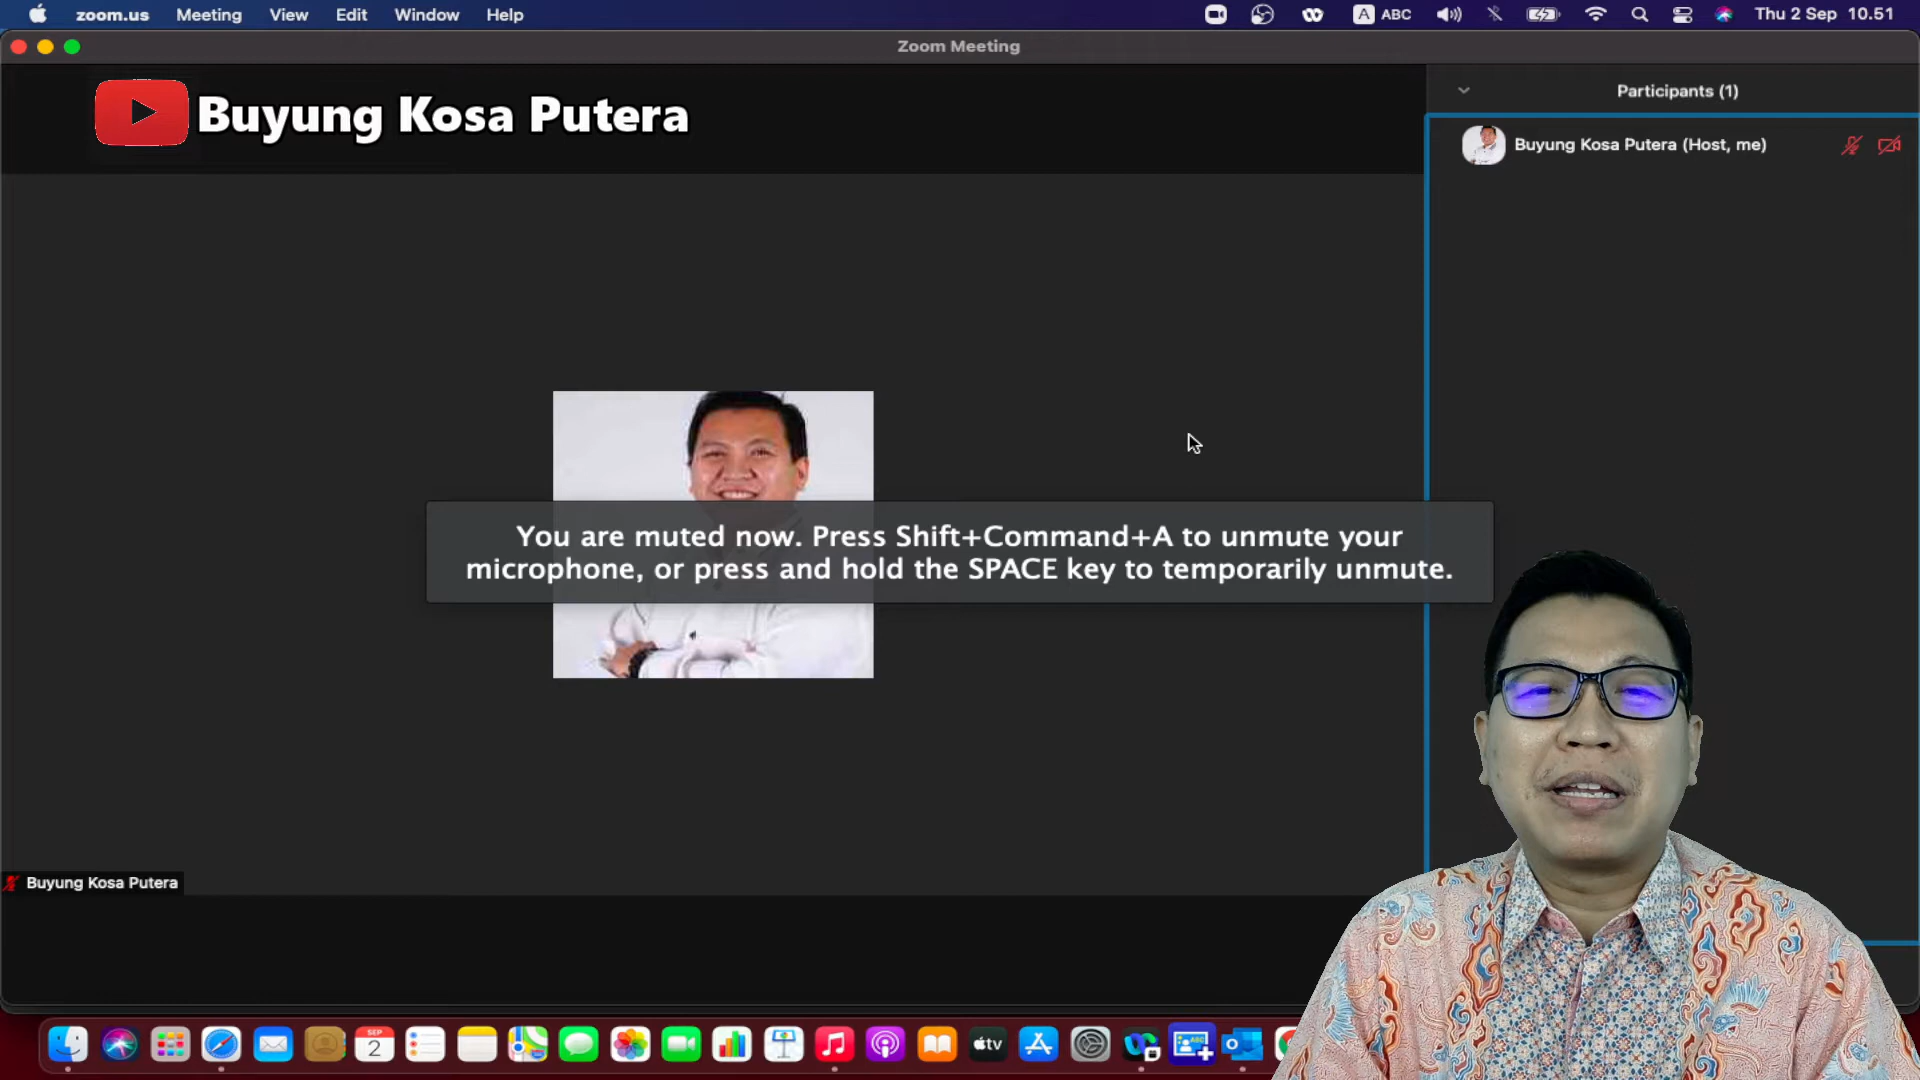 zoom.us Meeting View Edit Window Help
A ABC Thu 2 Sep 10.51
Zoom Meeting
Buyung Kosa Putera
Participants (1)
Buyung Kosa Putera (Host, me)
You are muted now. Press Shift+Command+A to unmute your
microphone, or press and hold the SPACE key to temporarily unmute.
Buyung Kosa Putera
SEP
2
tv